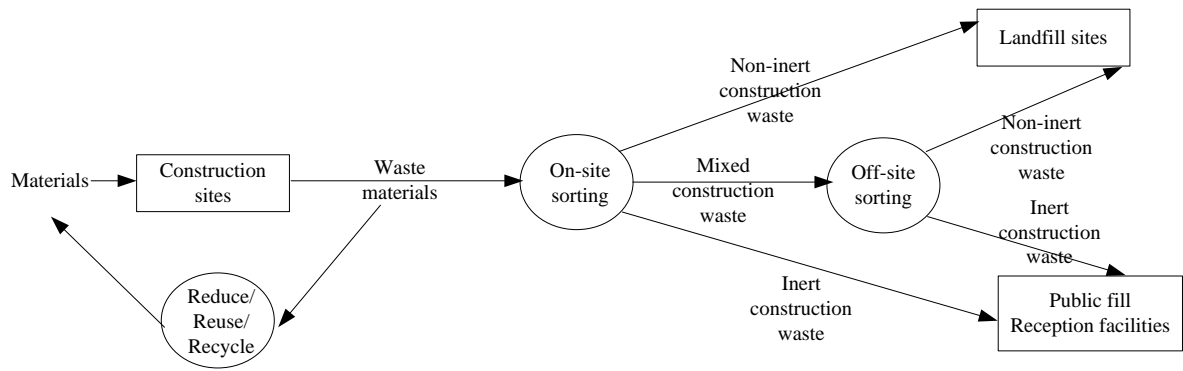 Landfill sites
Non-inert
construction
waste
Non-inert
construction
waste
Materials
Construction
sites
Waste
materials
On-site
sorting
Mixed
construction
waste
Off-site
sorting
Inert
construction
waste
Reduce/
Reuse/
Recycle
Inert
construction
waste
Public fill
Reception facilities